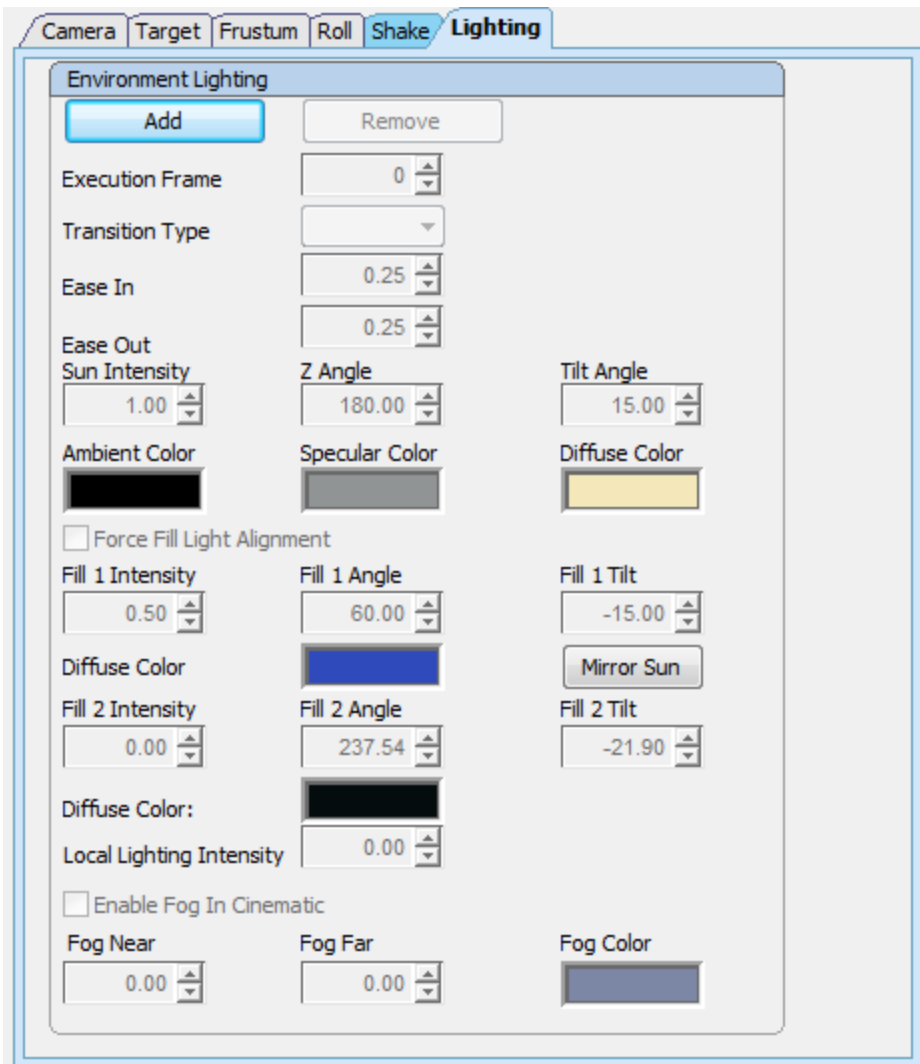 Camera Target Frustum Roll Shake Lighting
Environment Lighting
Add Remove
Execution Frame 0
Transition Type
Ease In 0.25
Ease Out 0.25
Sun Intensity Z Angle Tilt Angle
1.00 180.00 15.00
Ambient Color Specular Color Diffuse Color
Force Fill Light Alignment
Fill 1 Intensity Fill 1 Angle Fill 1 Tilt
0.50 60.00 -15.00
Diffuse Color Mirror Sun
Fill 2 Intensity Fill 2 Angle Fill 2 Tilt
0.00 237.54 -21.90
Diffuse Color:
Local Lighting Intensity 0.00
Enable Fog In Cinematic
Fog Near Fog Far Fog Color
0.00 0.00